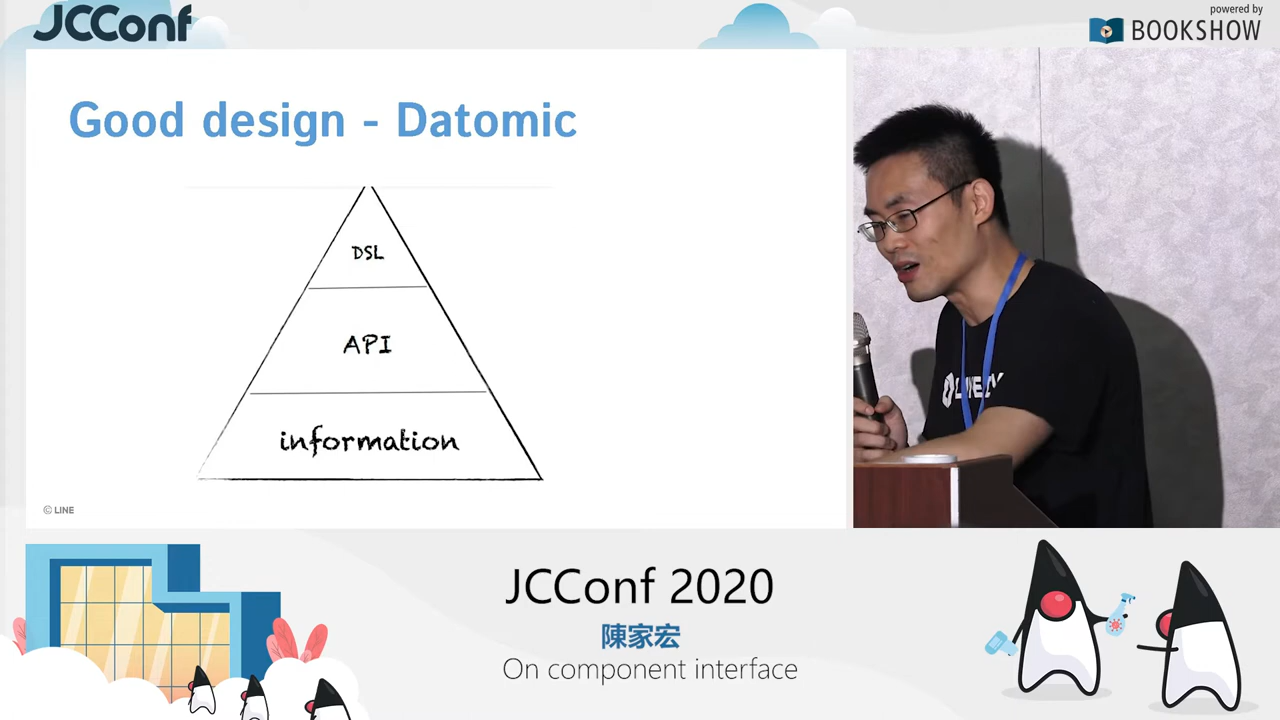 JCConf
powered by
BOOKSHOW
Good design - Datomic
DSL
API
information
© LINE
JCConf 2020
陳家宏
On component interface